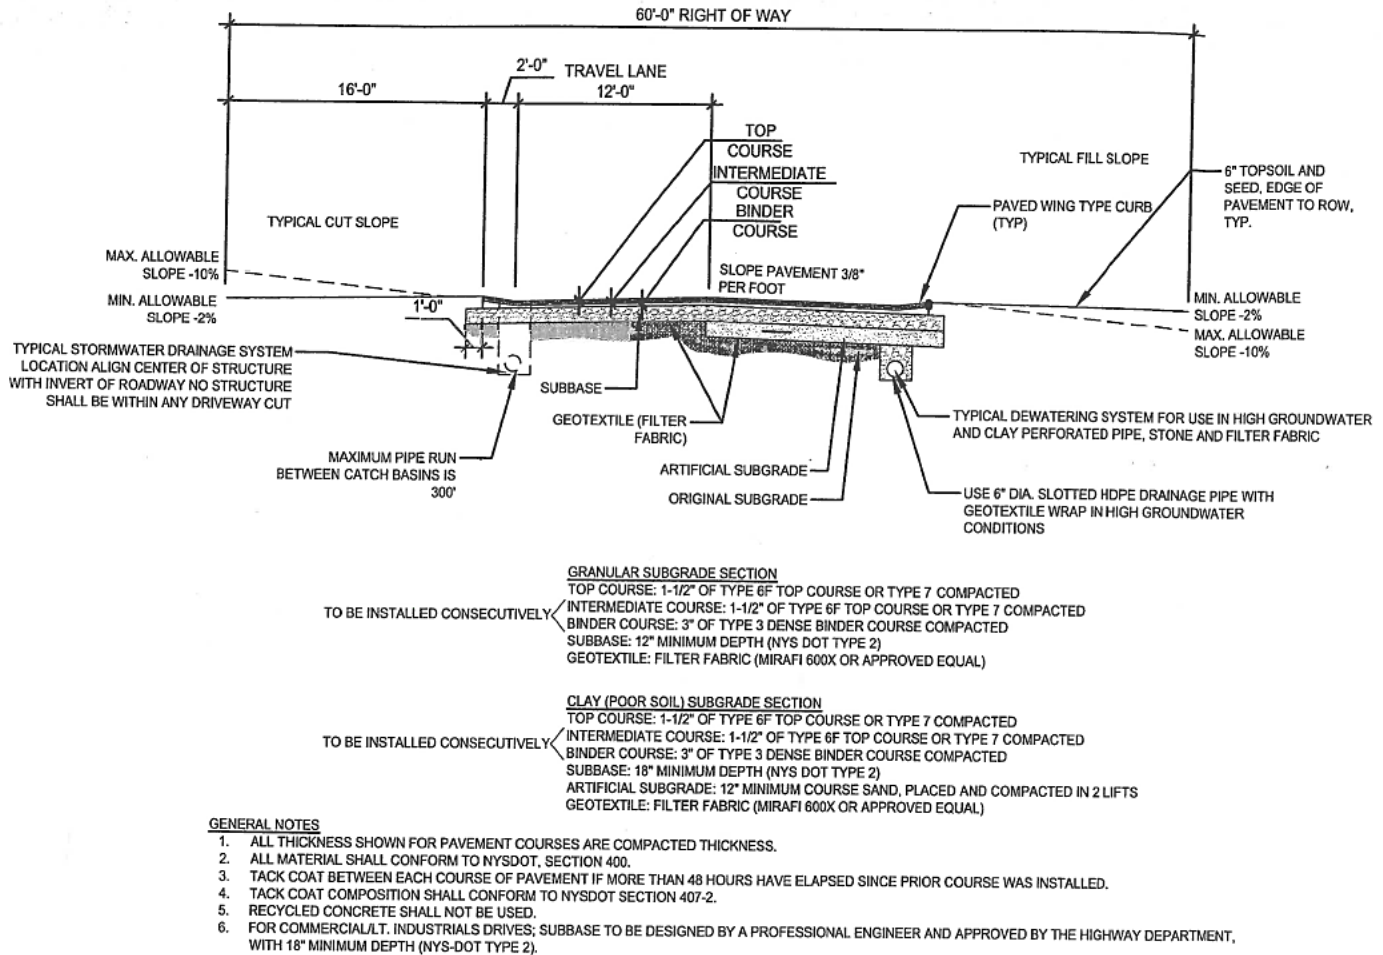 60'-0" RIGHT OF WAY
2'-0"
TRAVEL LANE
16'-0"
12'-0"
TOP
COURSE
INTERMEDIATE
COURSE
BINDER
COURSE
TYPICAL FILL SLOPE
6" TOPSOIL AND
SEED, EDGE OF
PAVEMENT TO ROW,
TYP.
PAVED WING TYPE CURB
(TYP)
TYPICAL CUT SLOPE
MAX. ALLOWABLE
SLOPE -10%
SLOPE PAVEMENT 3/8"
PER FOOT
MIN. ALLOWABLE
SLOPE -2%
1'-0"
MIN. ALLOWABLE
SLOPE -2%
MAX. ALLOWABLE
SLOPE -10%
TYPICAL STORMWATER DRAINAGE SYSTEM
LOCATION ALIGN CENTER OF STRUCTURE
WITH INVERT OF ROADWAY NO STRUCTURE
SHALL BE WITHIN ANY DRIVEWAY CUT
SUBBASE
GEOTEXTILE (FILTER
FABRIC)
TYPICAL DEWATERING SYSTEM FOR USE IN HIGH GROUNDWATER
AND CLAY PERFORATED PIPE, STONE AND FILTER FABRIC
MAXIMUM PIPE RUN
BETWEEN CATCH BASINS IS
300'
ARTIFICIAL SUBGRADE
ORIGINAL SUBGRADE
USE 6" DIA. SLOTTED HDPE DRAINAGE PIPE WITH
GEOTEXTILE WRAP IN HIGH GROUNDWATER
CONDITIONS
GRANULAR SUBGRADE SECTION
TOP COURSE: 1-1/2" OF TYPE 6F TOP COURSE OR TYPE 7 COMPACTED
TO BE INSTALLED CONSECUTIVELY
INTERMEDIATE COURSE: 1-1/2" OF TYPE 6F TOP COURSE OR TYPE 7 COMPACTED
BINDER COURSE: 3" OF TYPE 3 DENSE BINDER COURSE COMPACTED
SUBBASE: 12" MINIMUM DEPTH (NYS DOT TYPE 2)
GEOTEXTILE: FILTER FABRIC (MIRAFI 600X OR APPROVED EQUAL)
CLAY (POOR SOIL) SUBGRADE SECTION
TOP COURSE: 1-1/2" OF TYPE 6F TOP COURSE OR TYPE 7 COMPACTED
TO BE INSTALLED CONSECUTIVELY
INTERMEDIATE COURSE: 1-1/2" OF TYPE 6F TOP COURSE OR TYPE 7 COMPACTED
BINDER COURSE: 3" OF TYPE 3 DENSE BINDER COURSE COMPACTED
SUBBASE: 18" MINIMUM DEPTH (NYS DOT TYPE 2)
ARTIFICIAL SUBGRADE: 12" MINIMUM COURSE SAND, PLACED AND COMPACTED IN 2 LIFTS
GEOTEXTILE: FILTER FABRIC (MIRAFI 600X OR APPROVED EQUAL)
GENERAL NOTES
1. ALL THICKNESS SHOWN FOR PAVEMENT COURSES ARE COMPACTED THICKNESS.
2. ALL MATERIAL SHALL CONFORM TO NYSDOT, SECTION 400.
3. TACK COAT BETWEEN EACH COURSE OF PAVEMENT IF MORE THAN 48 HOURS HAVE ELAPSED SINCE PRIOR COURSE WAS INSTALLED.
4. TACK COAT COMPOSITION SHALL CONFORM TO NYSDOT SECTION 407-2.
5. RECYCLED CONCRETE SHALL NOT BE USED.
6. FOR COMMERCIAL/LT. INDUSTRIALS DRIVES; SUBBASE TO BE DESIGNED BY A PROFESSIONAL ENGINEER AND APPROVED BY THE HIGHWAY DEPARTMENT,
WITH 18" MINIMUM DEPTH (NYS-DOT TYPE 2).